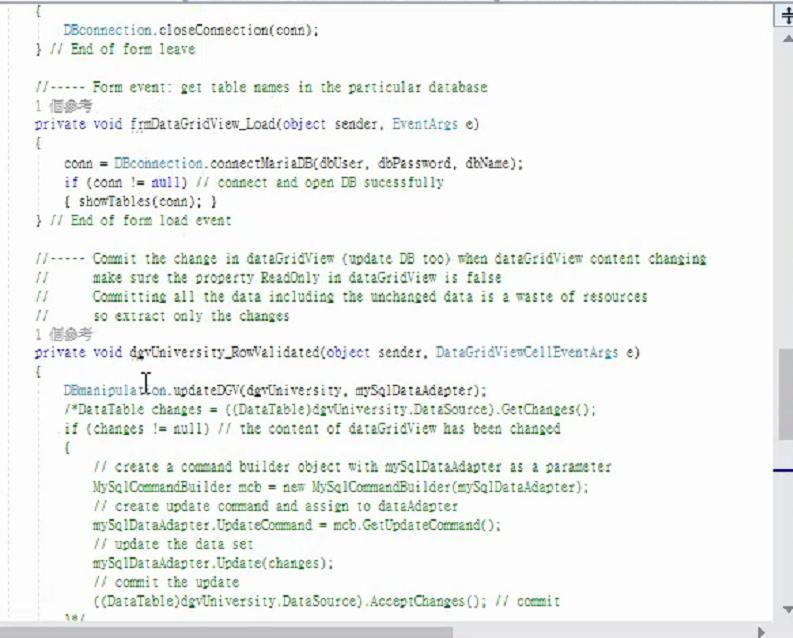 {
DBconnection.closeConnection(conn);
} // End of form leave
//----- Form event: get table names in the particular database
1 個參考
private void frmDataGridView_Load(object sender, EventArgs e)
{
conn = DBconnection.connectMariaDB(dbUser, dbPassword, dbName);
if (conn != null) // connect and open DB sucessfully
{ showTables(conn); }
} // End of form load event
//----- Commit the change in dataGridView (update DB too) when dataGridView content changing
// make sure the property ReadOnly in dataGridView is false
// Committing all the data including the unchanged data is a waste of resources
// so extract only the changes
1 個參考
private void dgvUniversity_RowValidated(object sender, DataGridViewCellEventArgs e)
{
DBmanipulation.updateDGV(dgvUniversity, mySqlDataAdapter);
/*DataTable changes = ((DataTable)dgvUniversity.DataSource).GetChanges();
if (changes != null) // the content of dataGridView has been changed
{
// create a command builder object with mySqlDataAdapter as a parameter
MySqlCommandBuilder mcb = new MySqlCommandBuilder(mySqlDataAdapter);
// create update command and assign to dataAdapter
mySqlDataAdapter.UpdateCommand = mcb.GetUpdateCommand();
// update the data set
mySqlDataAdapter.Update(changes);
// commit the update
((DataTable)dgvUniversity.DataSource).AcceptChanges(); // commit
}*/